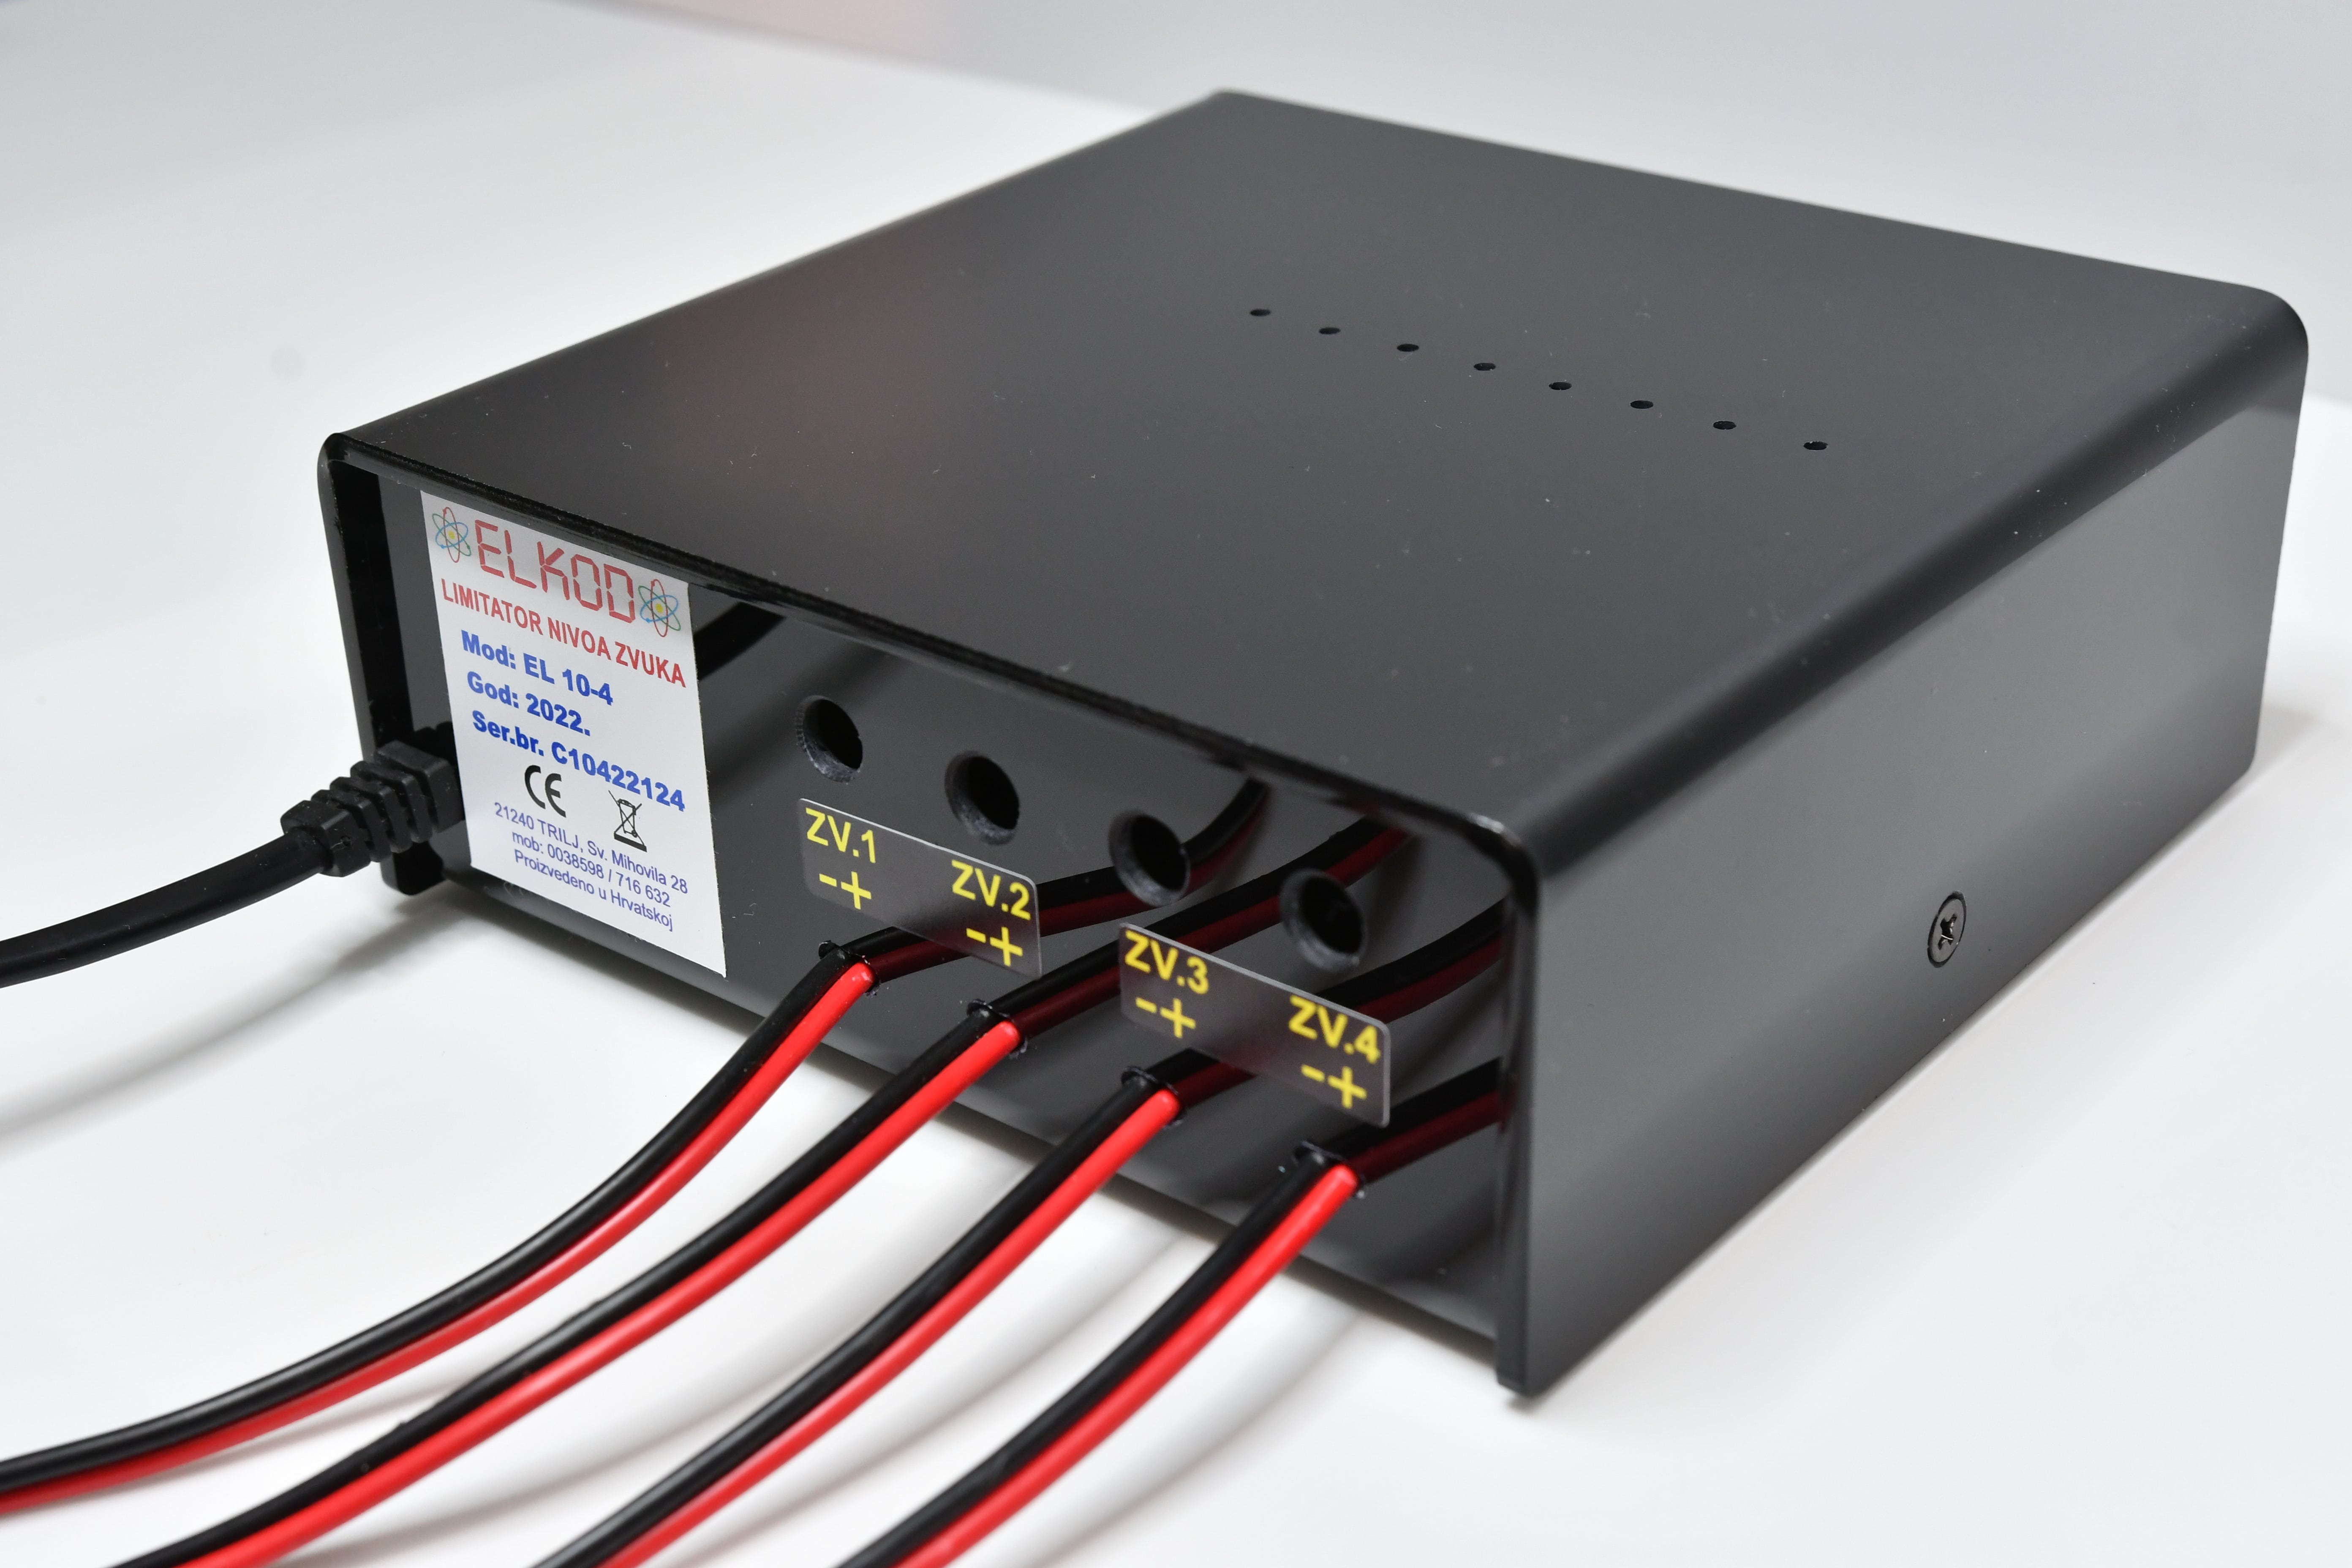 ELKOD
LIMITATOR NIVOA ZVUKA
Mod: EL 10-4
God: 2022.
Ser.br. C10422124
CE
21240 TRILJ, Sv. Mihovila 28
mob: 0038598 / 716 632
Proizvedeno u Hrvatskoj
ZV.1
-+
ZV.2
-+
ZV.3
-+
ZV.4
-+